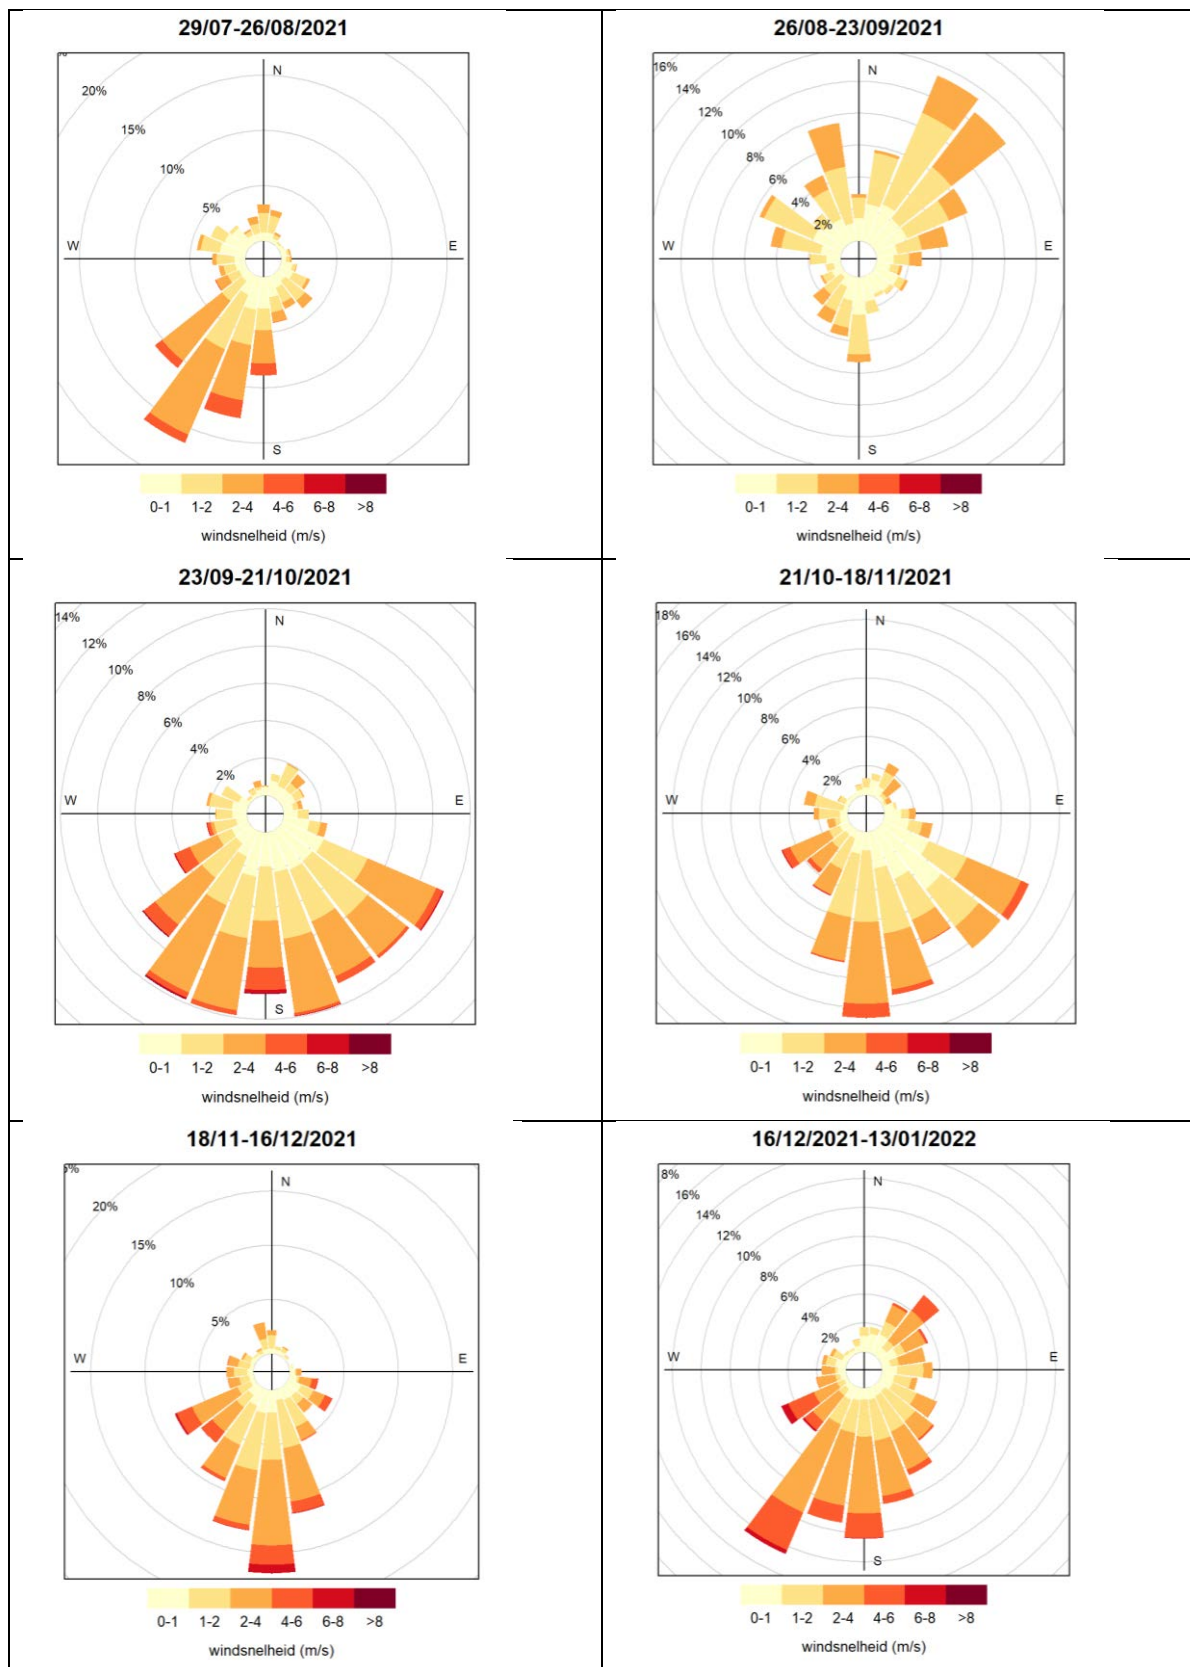 29/07-26/08/2021
N
20%
15%
10%
5%
W
E
S
0-1 1-2 2-4 4-6 6-8 >8
windsnelheid (m/s)
26/08-23/09/2021
16%
N
14%
12%
10%
8%
6%
4%
2%
W
E
S
0-1 1-2 2-4 4-6 6-8 >8
windsnelheid (m/s)
23/09-21/10/2021
14%
N
12%
10%
8%
6%
4%
2%
W
E
S
0-1 1-2 2-4 4-6 6-8 >8
windsnelheid (m/s)
21/10-18/11/2021
18%
N
16%
14%
12%
10%
8%
6%
4%
2%
W
E
0-1 1-2 2-4 4-6 6-8 >8
windsnelheid (m/s)
18/11-16/12/2021
N
20%
15%
10%
5%
W
E
0-1 1-2 2-4 4-6 6-8 >8
windsnelheid (m/s)
16/12/2021-13/01/2022
8%
N
16%
14%
12%
10%
8%
6%
4%
2%
W
E
S
0-1 1-2 2-4 4-6 6-8 >8
windsnelheid (m/s)